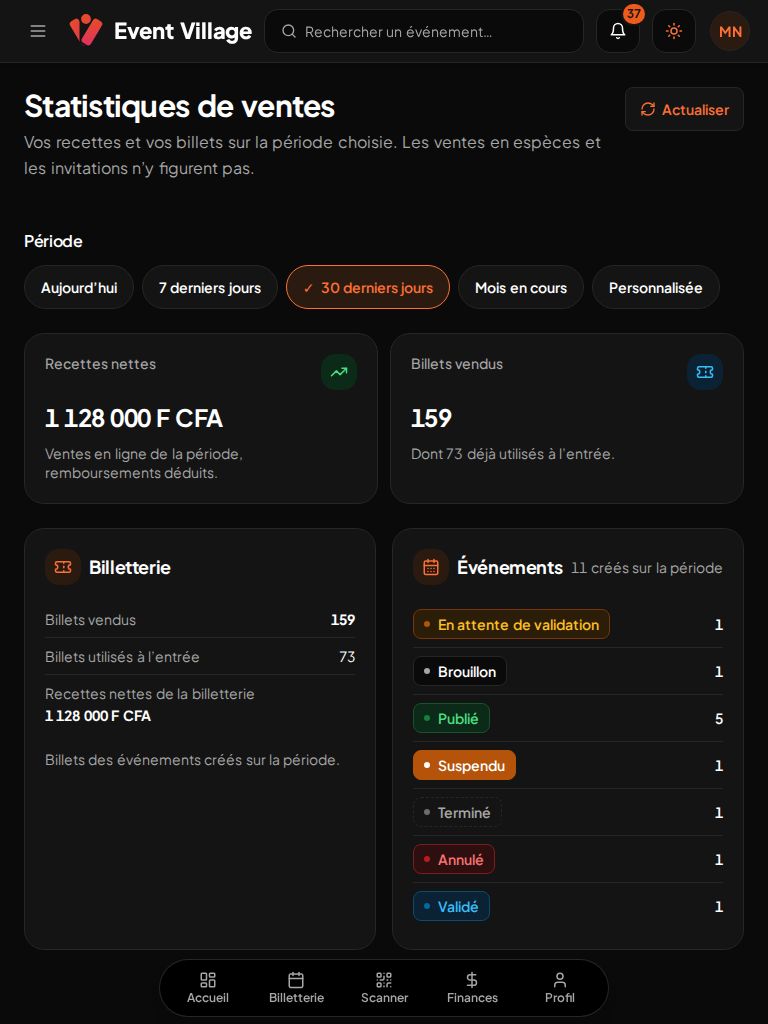 Event Village
Rechercher un événement...
37
MN
Statistiques de ventes
Actualiser
Vos recettes et vos billets sur la période choisie. Les ventes en espèces et
les invitations n’y figurent pas.
Période
Aujourd’hui
7 derniers jours
✓ 30 derniers jours
Mois en cours
Personnalisée
Recettes nettes
1 128 000 F CFA
Ventes en ligne de la période,
remboursements déduits.
Billets vendus
159
Dont 73 déjà utilisés à l’entrée.
Billetterie
Billets vendus 159
Billets utilisés à l’entrée 73
Recettes nettes de la billetterie
1 128 000 F CFA
Billets des événements créés sur la période.
Événements 11 créés sur la période
En attente de validation 1
Brouillon 1
Publié 5
Suspendu 1
Terminé 1
Annulé 1
Validé 1
Accueil
Billetterie
Scanner
Finances
Profil